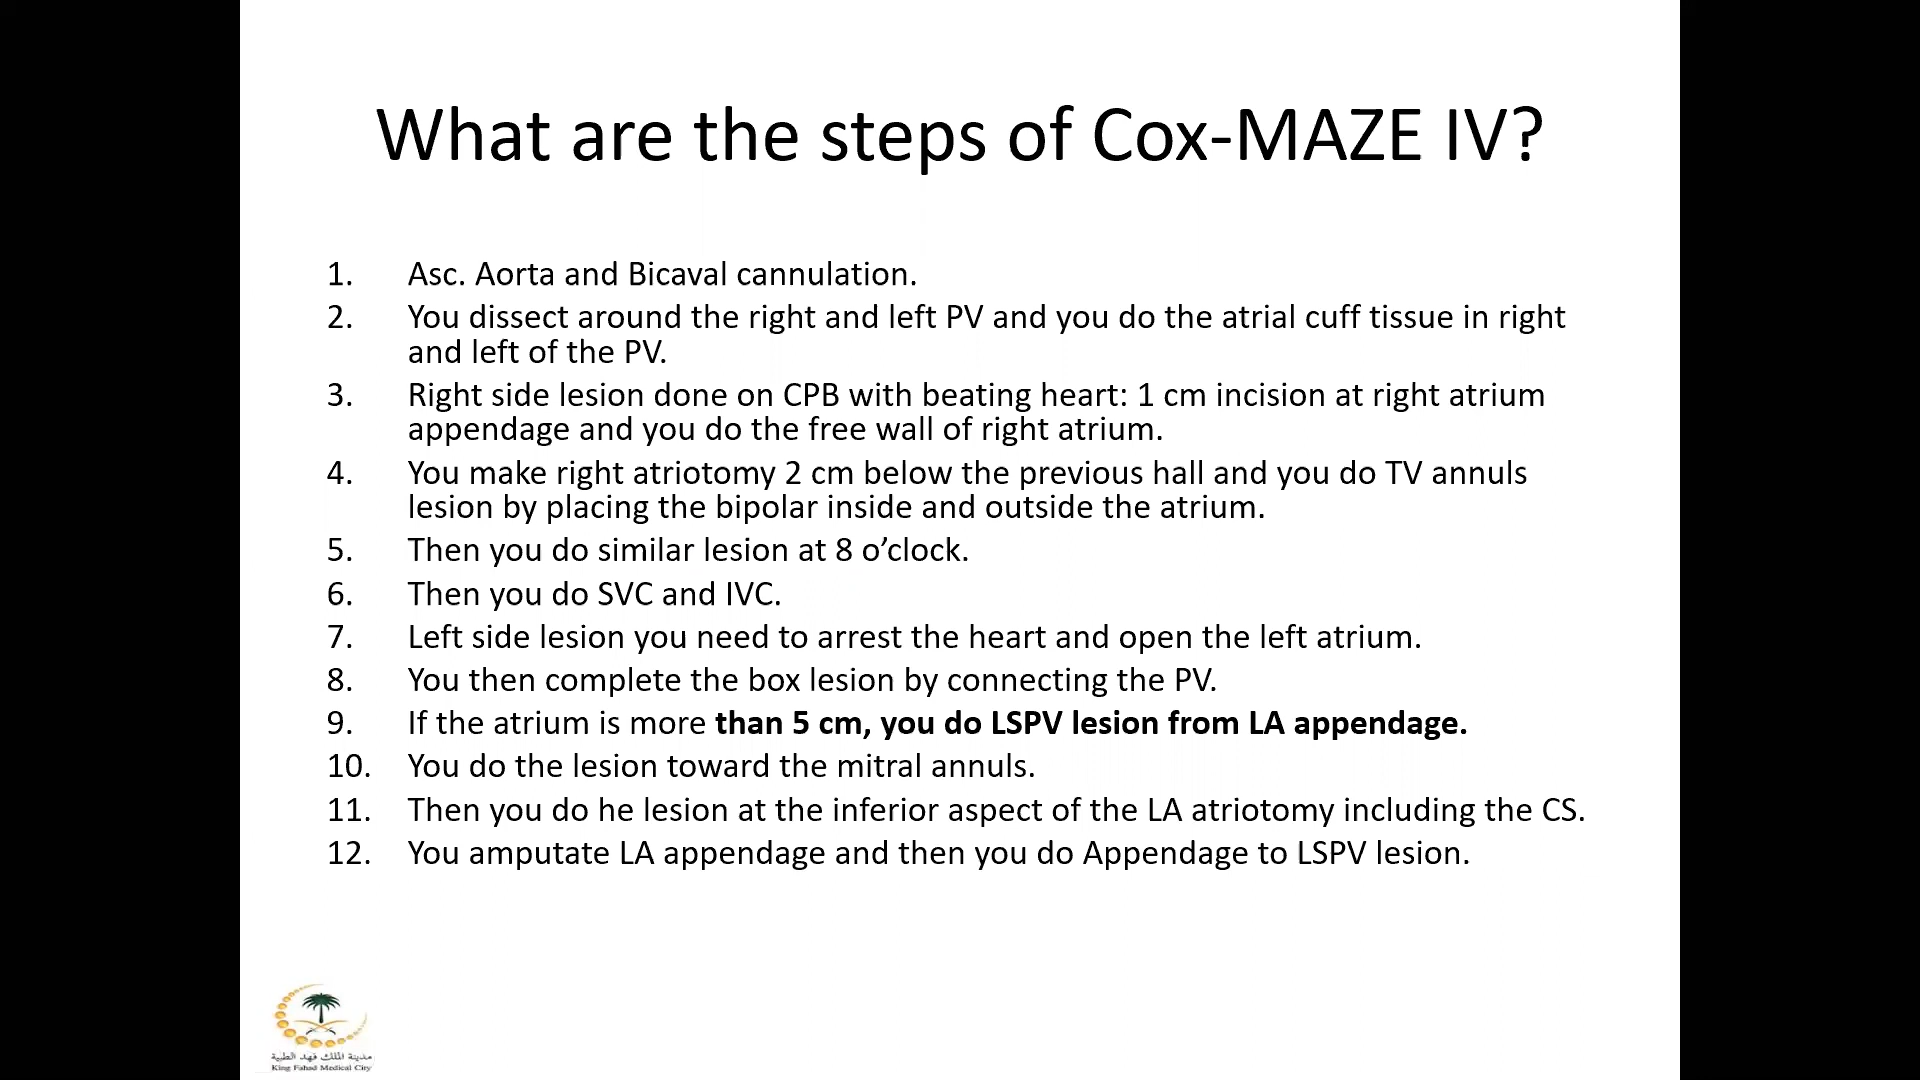 What are the steps of Cox-MAZE IV?
1. Asc. Aorta and Bicaval cannulation.
2. You dissect around the right and left PV and you do the atrial cuff tissue in right
and left of the PV.
3. Right side lesion done on CPB with beating heart: 1 cm incision at right atrium
appendage and you do the free wall of right atrium.
4. You make right atriotomy 2 cm below the previous hall and you do TV annuls
lesion by placing the bipolar inside and outside the atrium.
5. Then you do similar lesion at 8 o’clock.
6. Then you do SVC and IVC.
7. Left side lesion you need to arrest the heart and open the left atrium.
8. You then complete the box lesion by connecting the PV.
9. If the atrium is more than 5 cm, you do LSPV lesion from LA appendage.
10. You do the lesion toward the mitral annuls.
11. Then you do he lesion at the inferior aspect of the LA atriotomy including the CS.
12. You amputate LA appendage and then you do Appendage to LSPV lesion.
مدينة الملك فهد الطبية
King Fahad Medical City